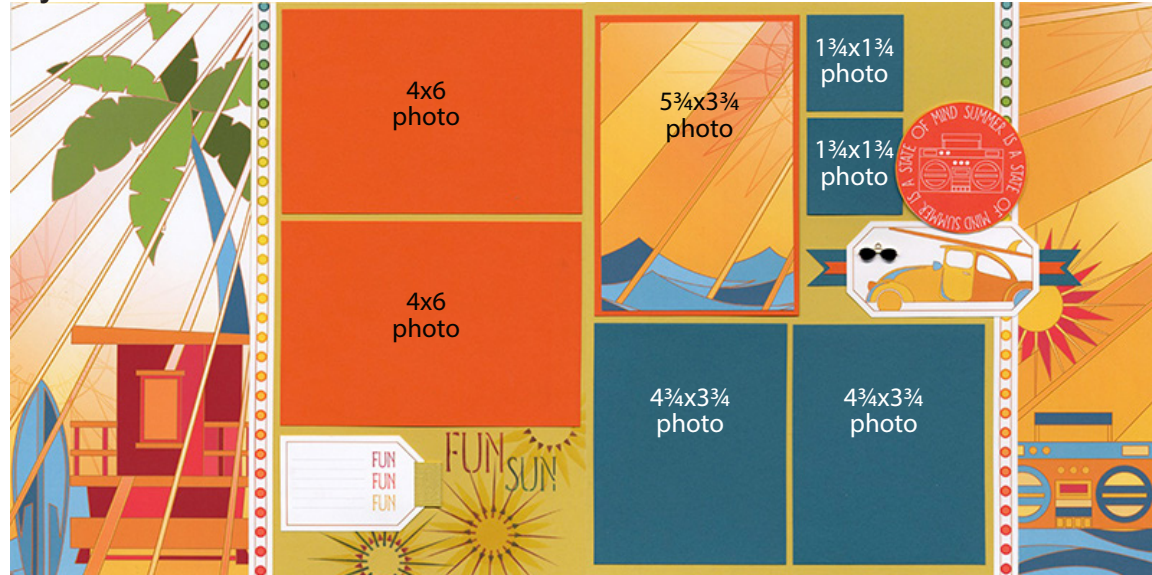 4x6
photo
4x6
photo
FUN
FUN
FUN
FUN
SUN
5¾x3¾
photo
1¾x1¾
photo
1¾x1¾
photo
SUMMER IS A STATE OF MIND SUMMER IS A STATE OF MIND
4¾x3¾
photo
4¾x3¾
photo